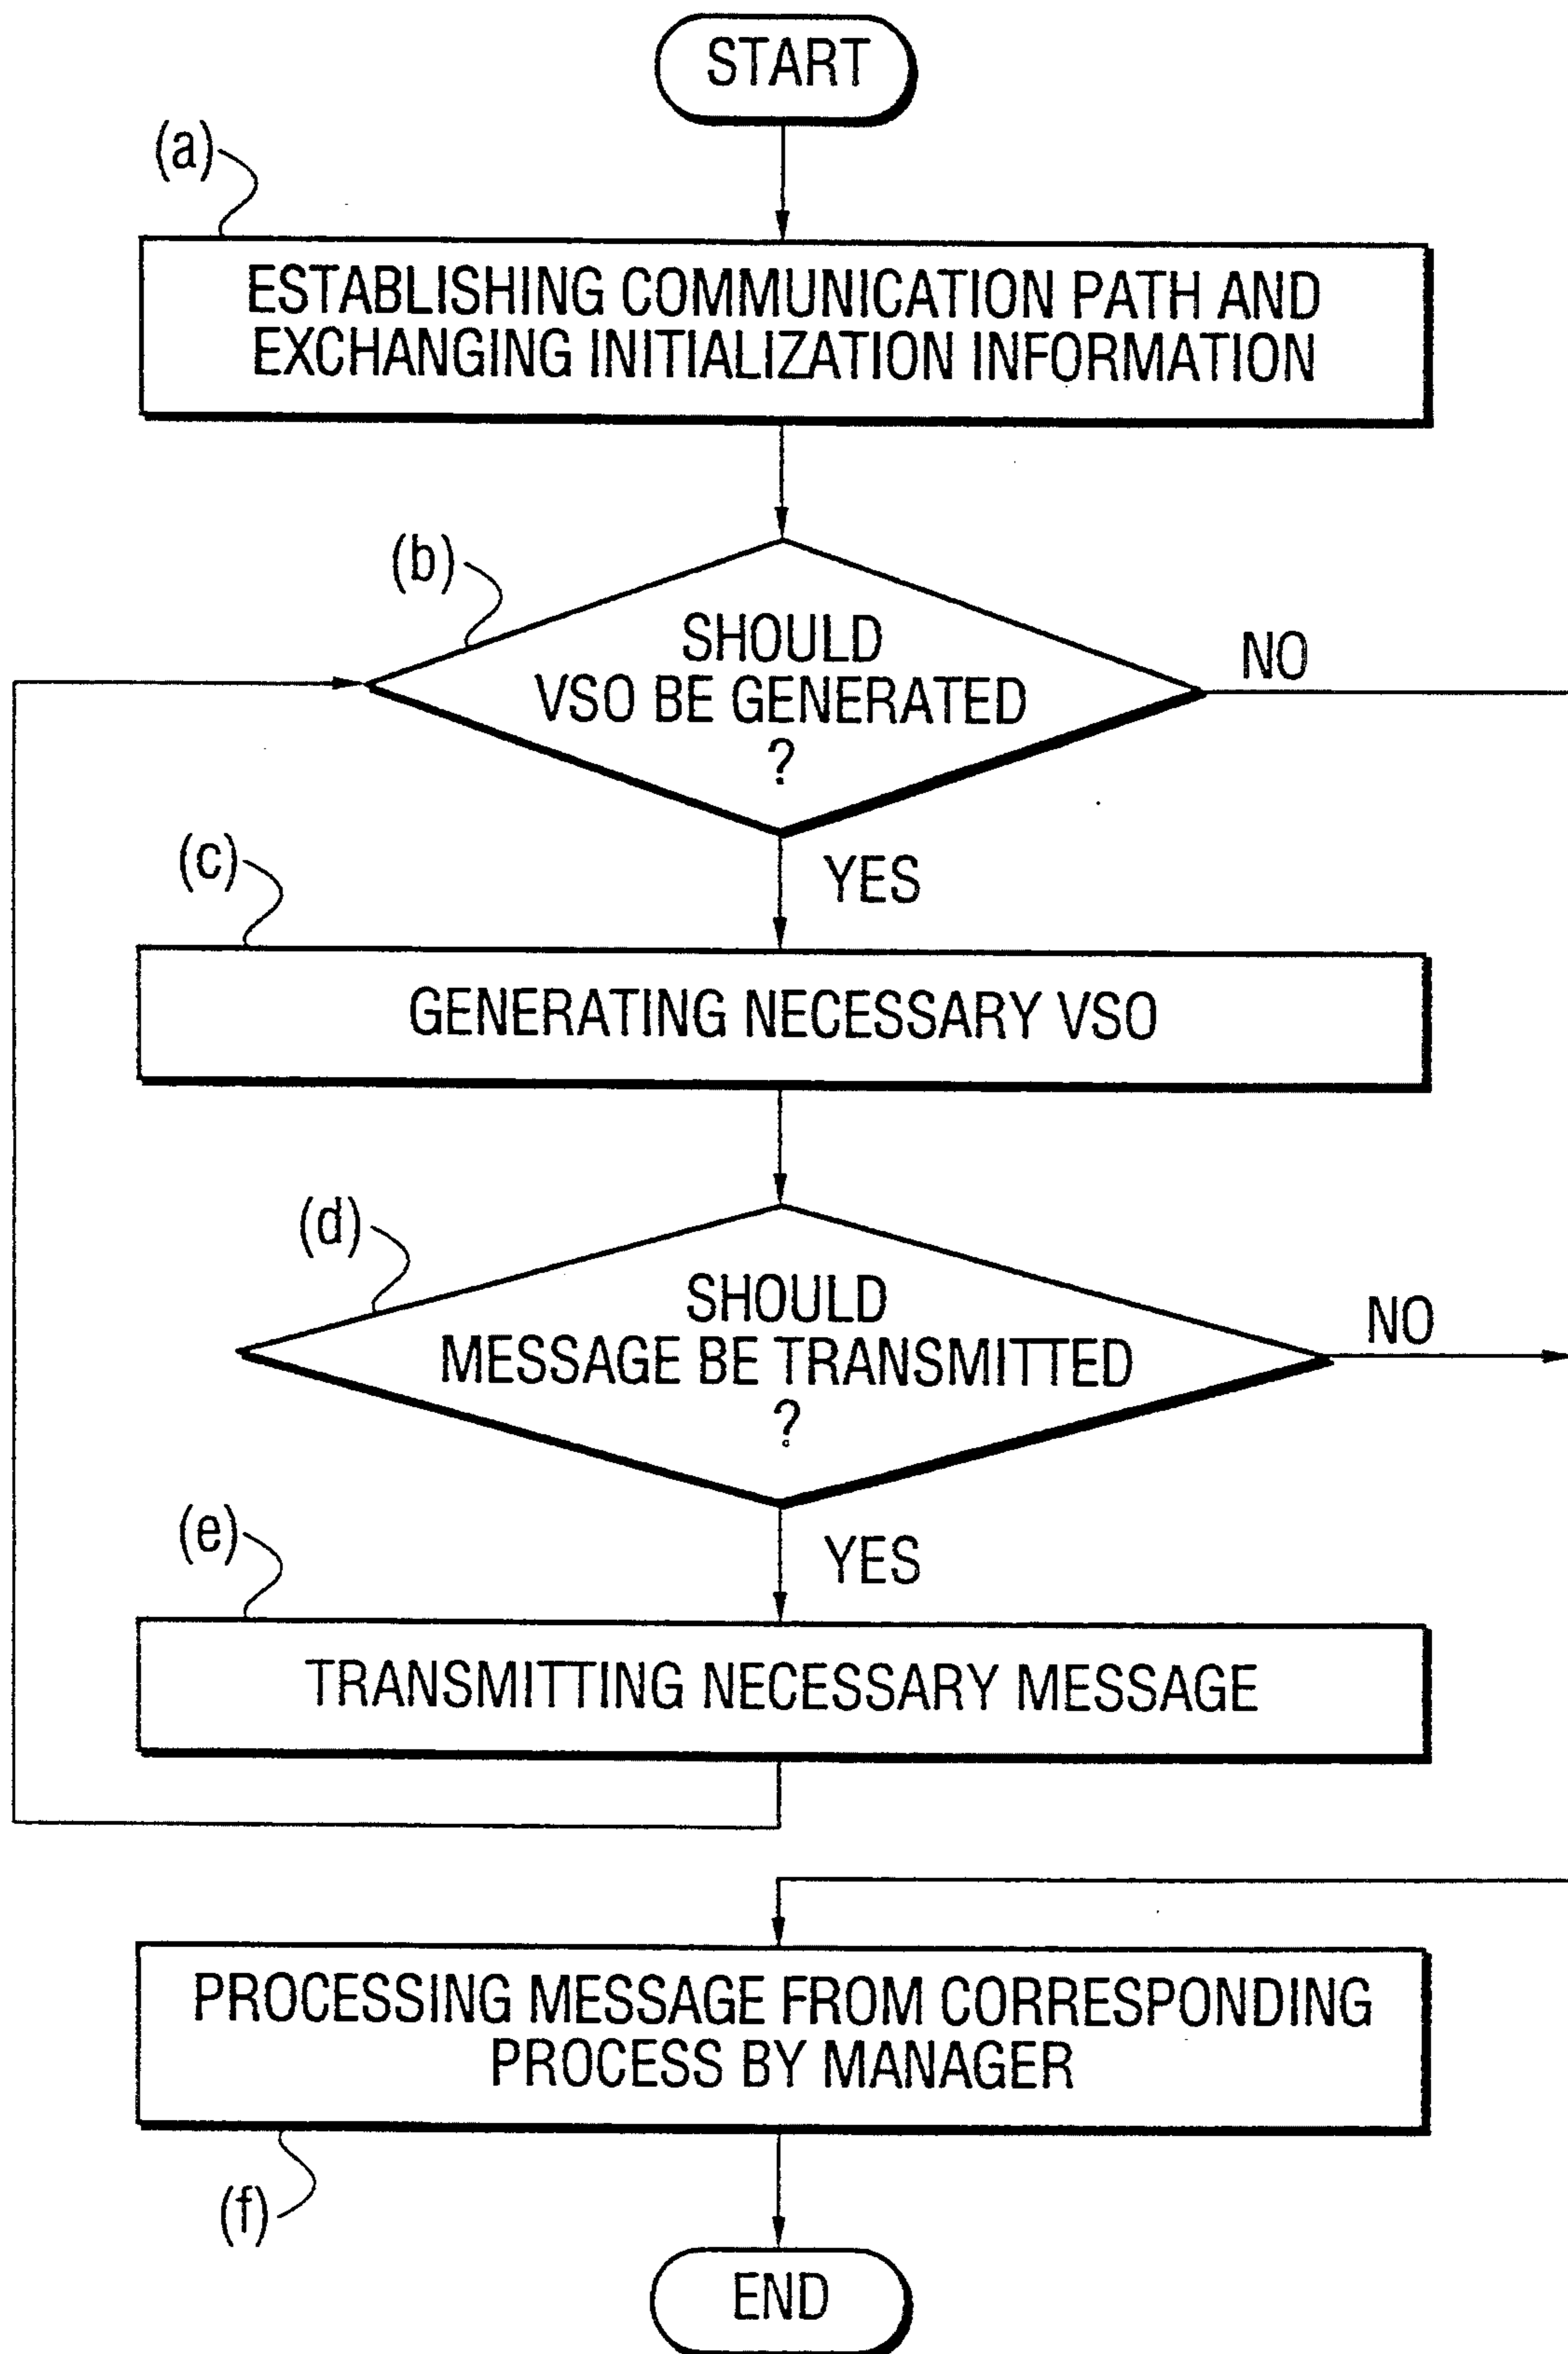 START
(a)
ESTABLISHING COMMUNICATION PATH AND
EXCHANGING INITIALIZATION INFORMATION
(b)
SHOULD
VSO BE GENERATED
?
NO
YES
(c)
GENERATING NECESSARY VSO
(d)
SHOULD
MESSAGE BE TRANSMITTED
?
NO
YES
(e)
TRANSMITTING NECESSARY MESSAGE
PROCESSING MESSAGE FROM CORRESPONDING
PROCESS BY MANAGER
(f)
END